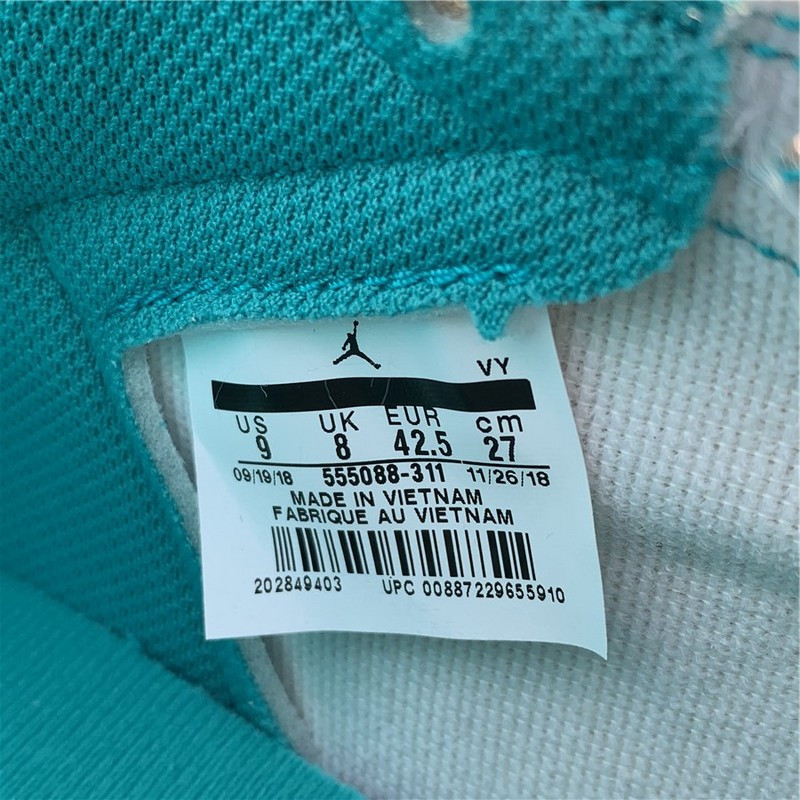 VY
US UK EUR cm
9 8 42.5 27
09/19/18 555088-311 11/26/18
MADE IN VIETNAM
FABRIQUE AU VIETNAM
202849403 UPC 00887229655910